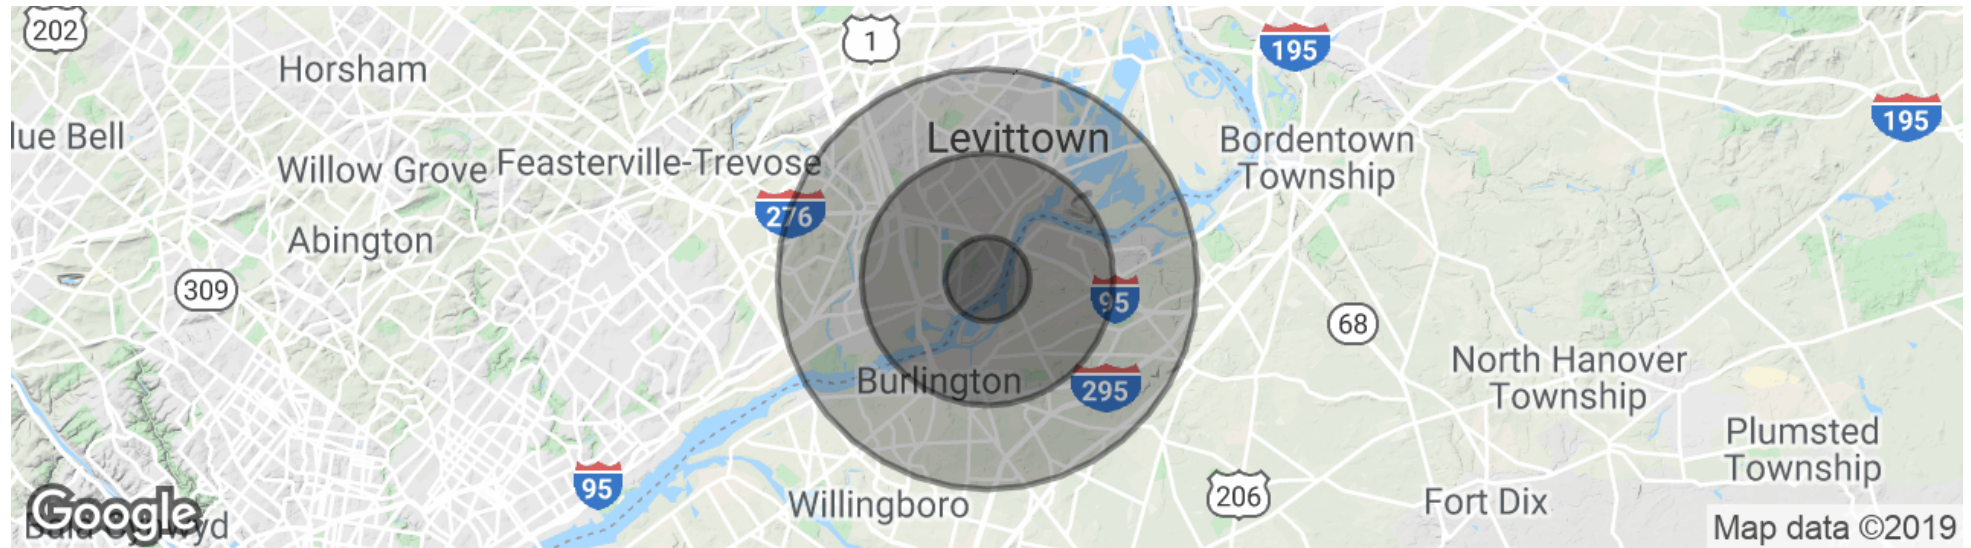 202
1
195
Horsham
195
lue Bell
Levittown
Bordentown
Township
Willow Grove
Feasterville-Trevose
276
Abington
309
95
68
Burlington
295
North Hanover
Township
Plumsted
Township
95
Willingboro
206
Fort Dix
Google
Map data ©2019